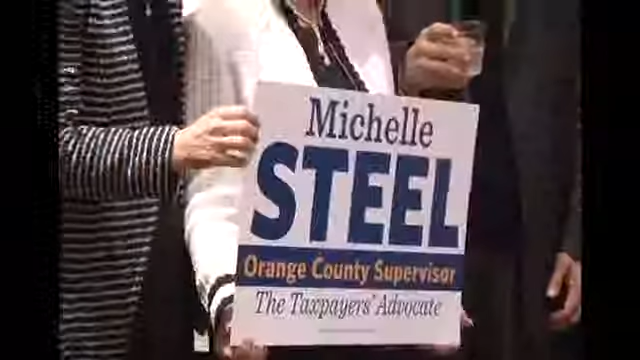 Michelle
STEEL
Orange County Supervisor
The Taxpayers' Advocate